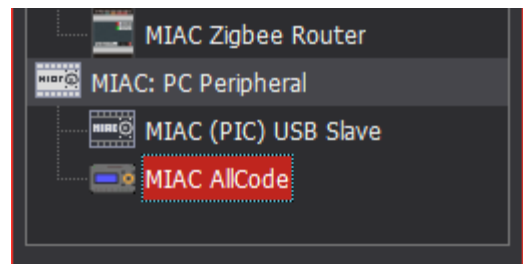 MIAC Zigbee Router
MIAC: PC Peripheral
MIAC (PIC) USB Slave
MIAC AllCode